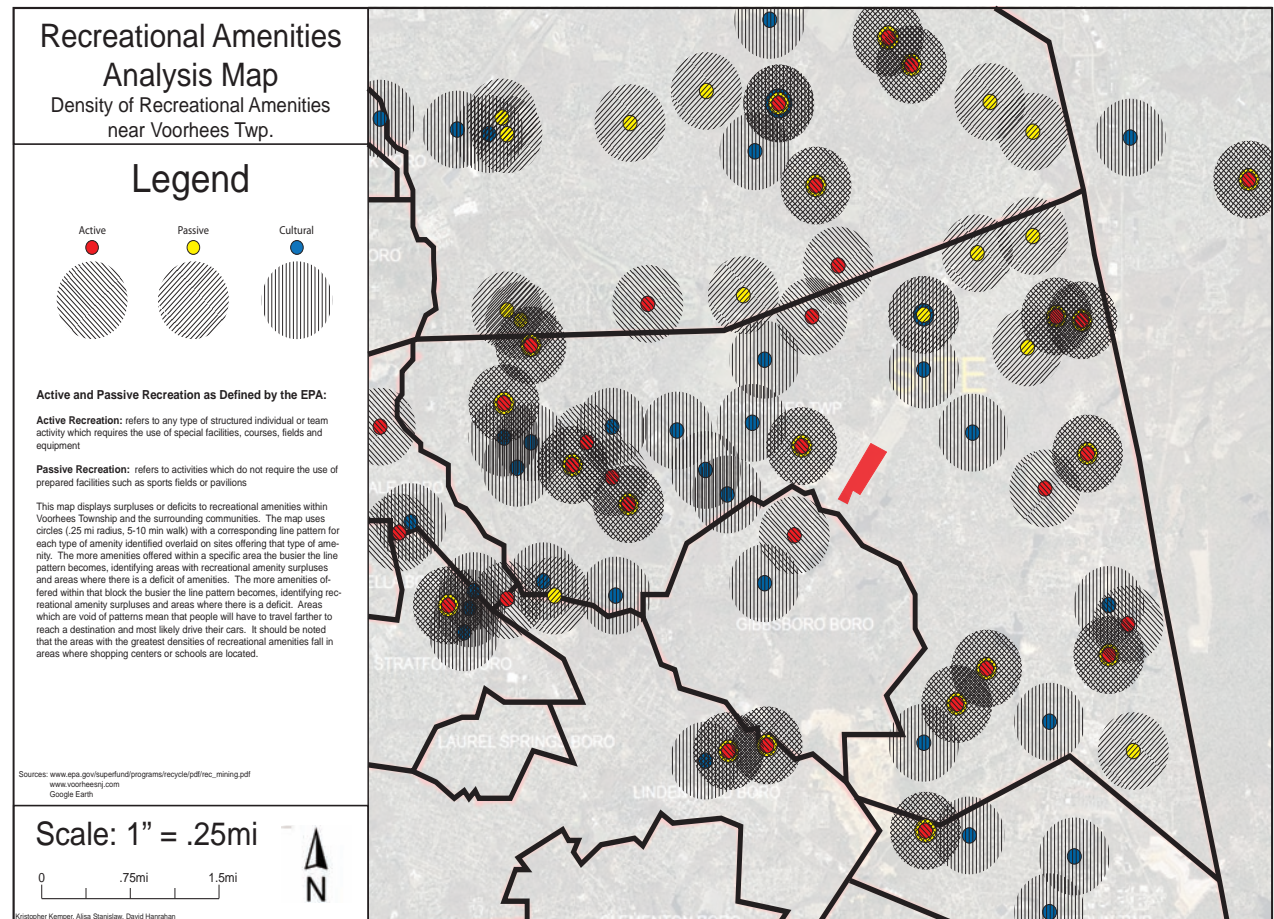 Recreational Amenities
Analysis Map
Density of Recreational Amenities
near Voorhees Twp.
Legend
Active
Passive
Cultural
Active and Passive Recreation as Defined by the EPA:
Active Recreation: refers to any type of structured individual or team
activity which requires the use of special facilities, courses, fields and
equipment
Passive Recreation: refers to activities which do not require the use of
prepared facilities such as sports fields or pavilions
This map displays surpluses or deficits to recreational amenities within
Voorhees Township and the surrounding communities. The map uses
circles (.25 mi radius, 5-10 min walk) with a corresponding line pattern for
each type of amenity identified overlaid on sites offering that type of ame-
nity. The more amenities offered within a specific area the busier the line
pattern becomes, identifying areas with recreational amenity surpluses
and areas where there is a deficit of amenities. The more amenities of-
fered within that block the busier the line pattern becomes, identifying rec-
reational amenity surpluses and areas where there is a deficit. Areas
which are void of patterns mean that people will have to travel farther to
reach a destination and most likely drive their cars. It should be noted
that the areas with the greatest densities of recreational amenities fall in
areas where shopping centers or schools are located.
Sources: www.epa.gov/superfund/programs/recycle/pdf/rec_mining.pdf
www.voorheesnj.com
Google Earth
Scale: 1” = .25mi
0 .75mi 1.5mi
N
Kristopher Kemper, Alisa Stanislaw, David Hanrahan
SITE
TWP
GIBBSBORO BORO
LAUREL SPRINGS BORO
BORO
CLEMENTON BORO